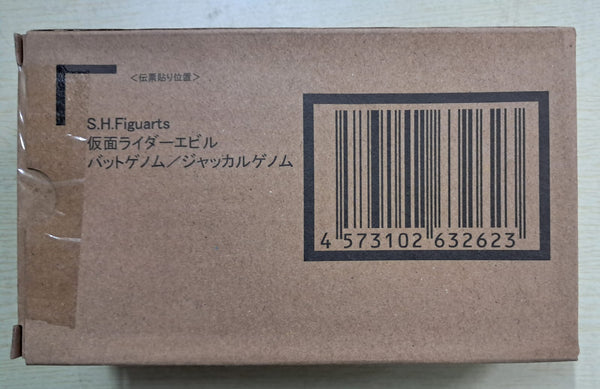 <伝票貼り位置>
S.H.Figuarts
仮面ライダーエビル
バットゲノム/ジャッカルゲノム
4 573102 632623